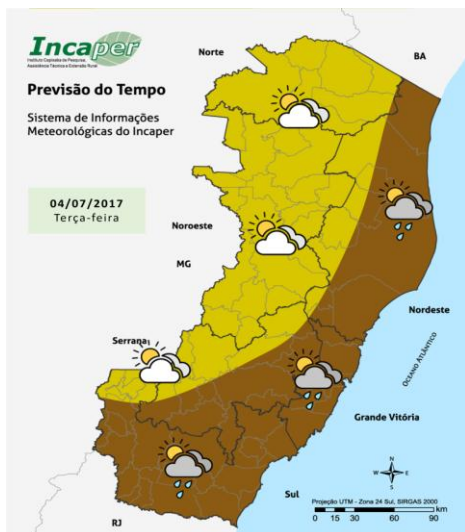 Incaper
Instituto Capixaba de Pesquisa,
Assistência Técnica e Extensão Rural
Previsão do Tempo
Sistema de Informações
Meteorológicas do Incaper
04/07/2017
Terça-feira
Norte
BA
Noroeste
MG
Nordeste
Serrana
OCEANO ATLÂNTICO
Grande Vitória
Sul
RJ
N
W E
S
Projeção UTM - Zona 24 Sul, SIRGAS 2000
km
0 15 30 60 90